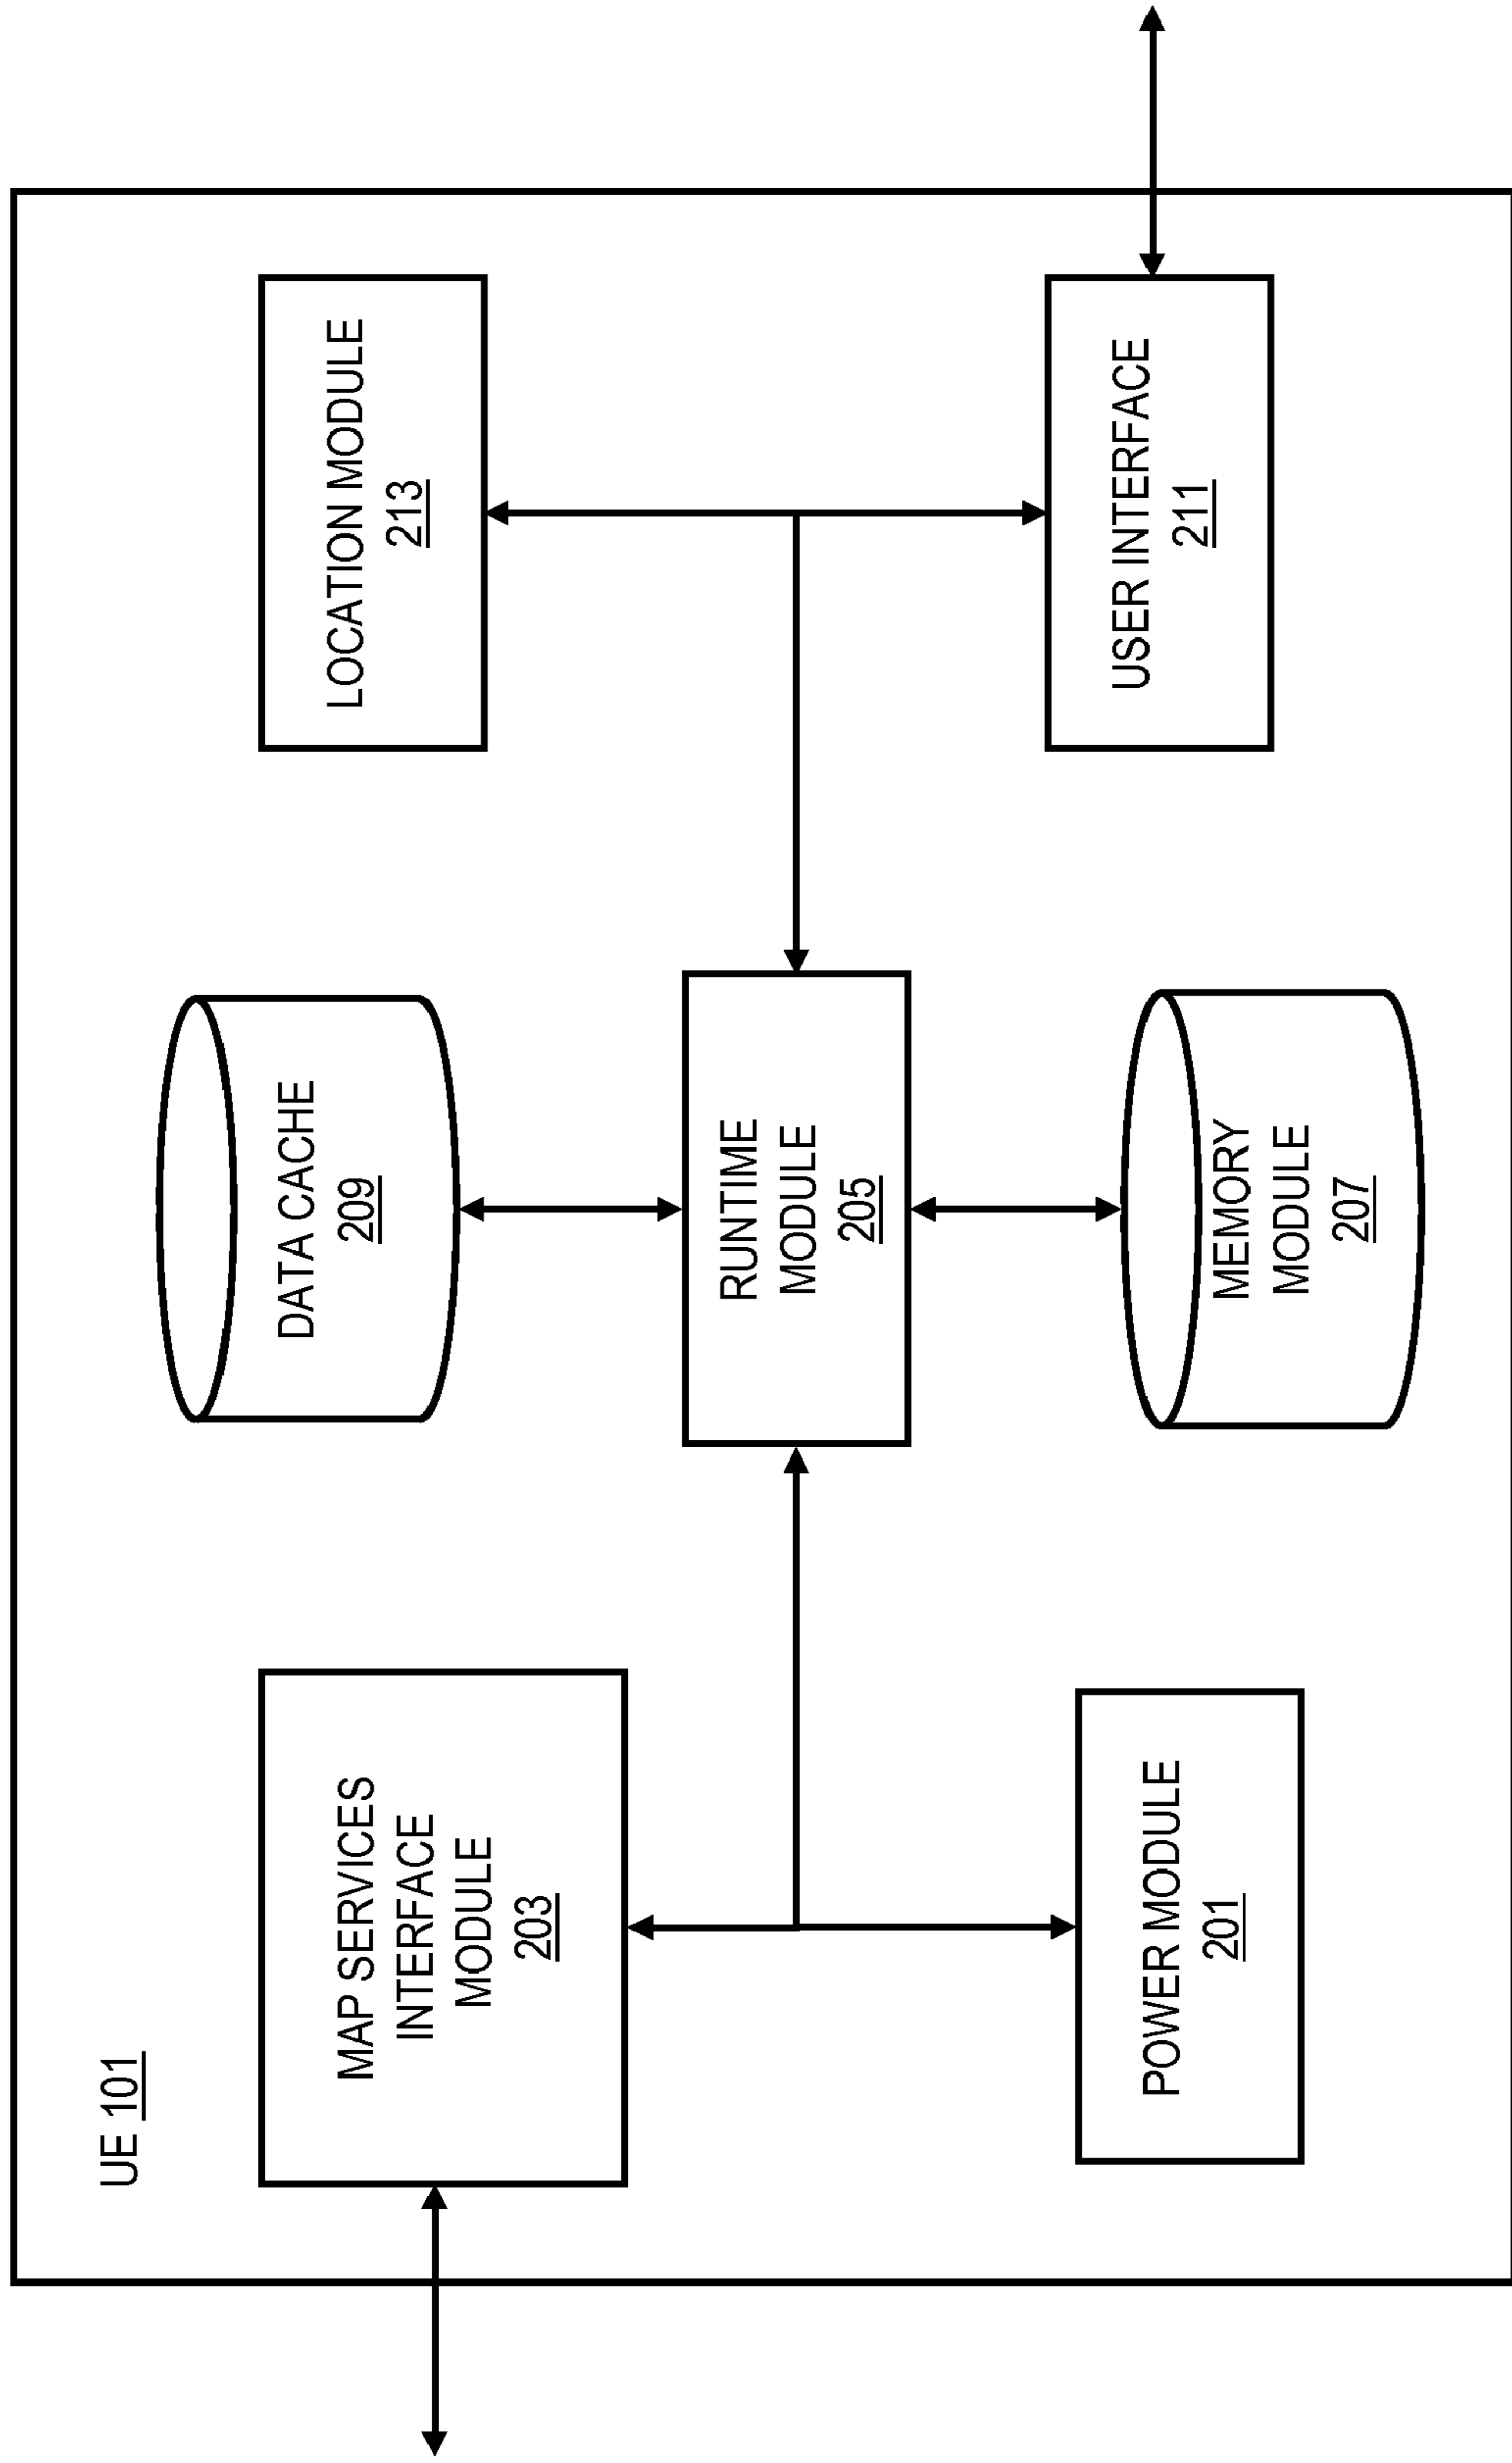 UE 101
MAP SERVICES
INTERFACE
MODULE
203
DATA CACHE
209
LOCATION MODULE
213
RUNTIME
MODULE
205
POWER MODULE
201
MEMORY
MODULE
207
USER INTERFACE
211